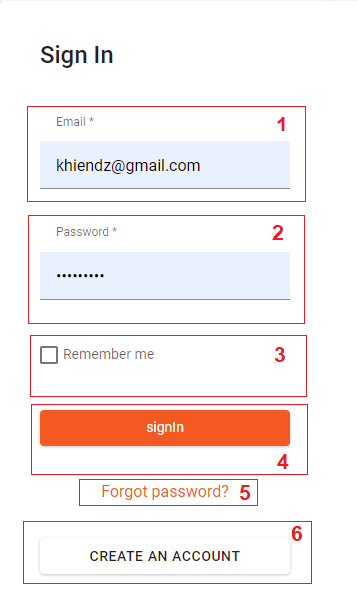 Sign In
Email * 1
khiendz@gmail.com
Password * 2
•••••••••
Remember me 3
signIn
4
Forgot password? 5
6
CREATE AN ACCOUNT